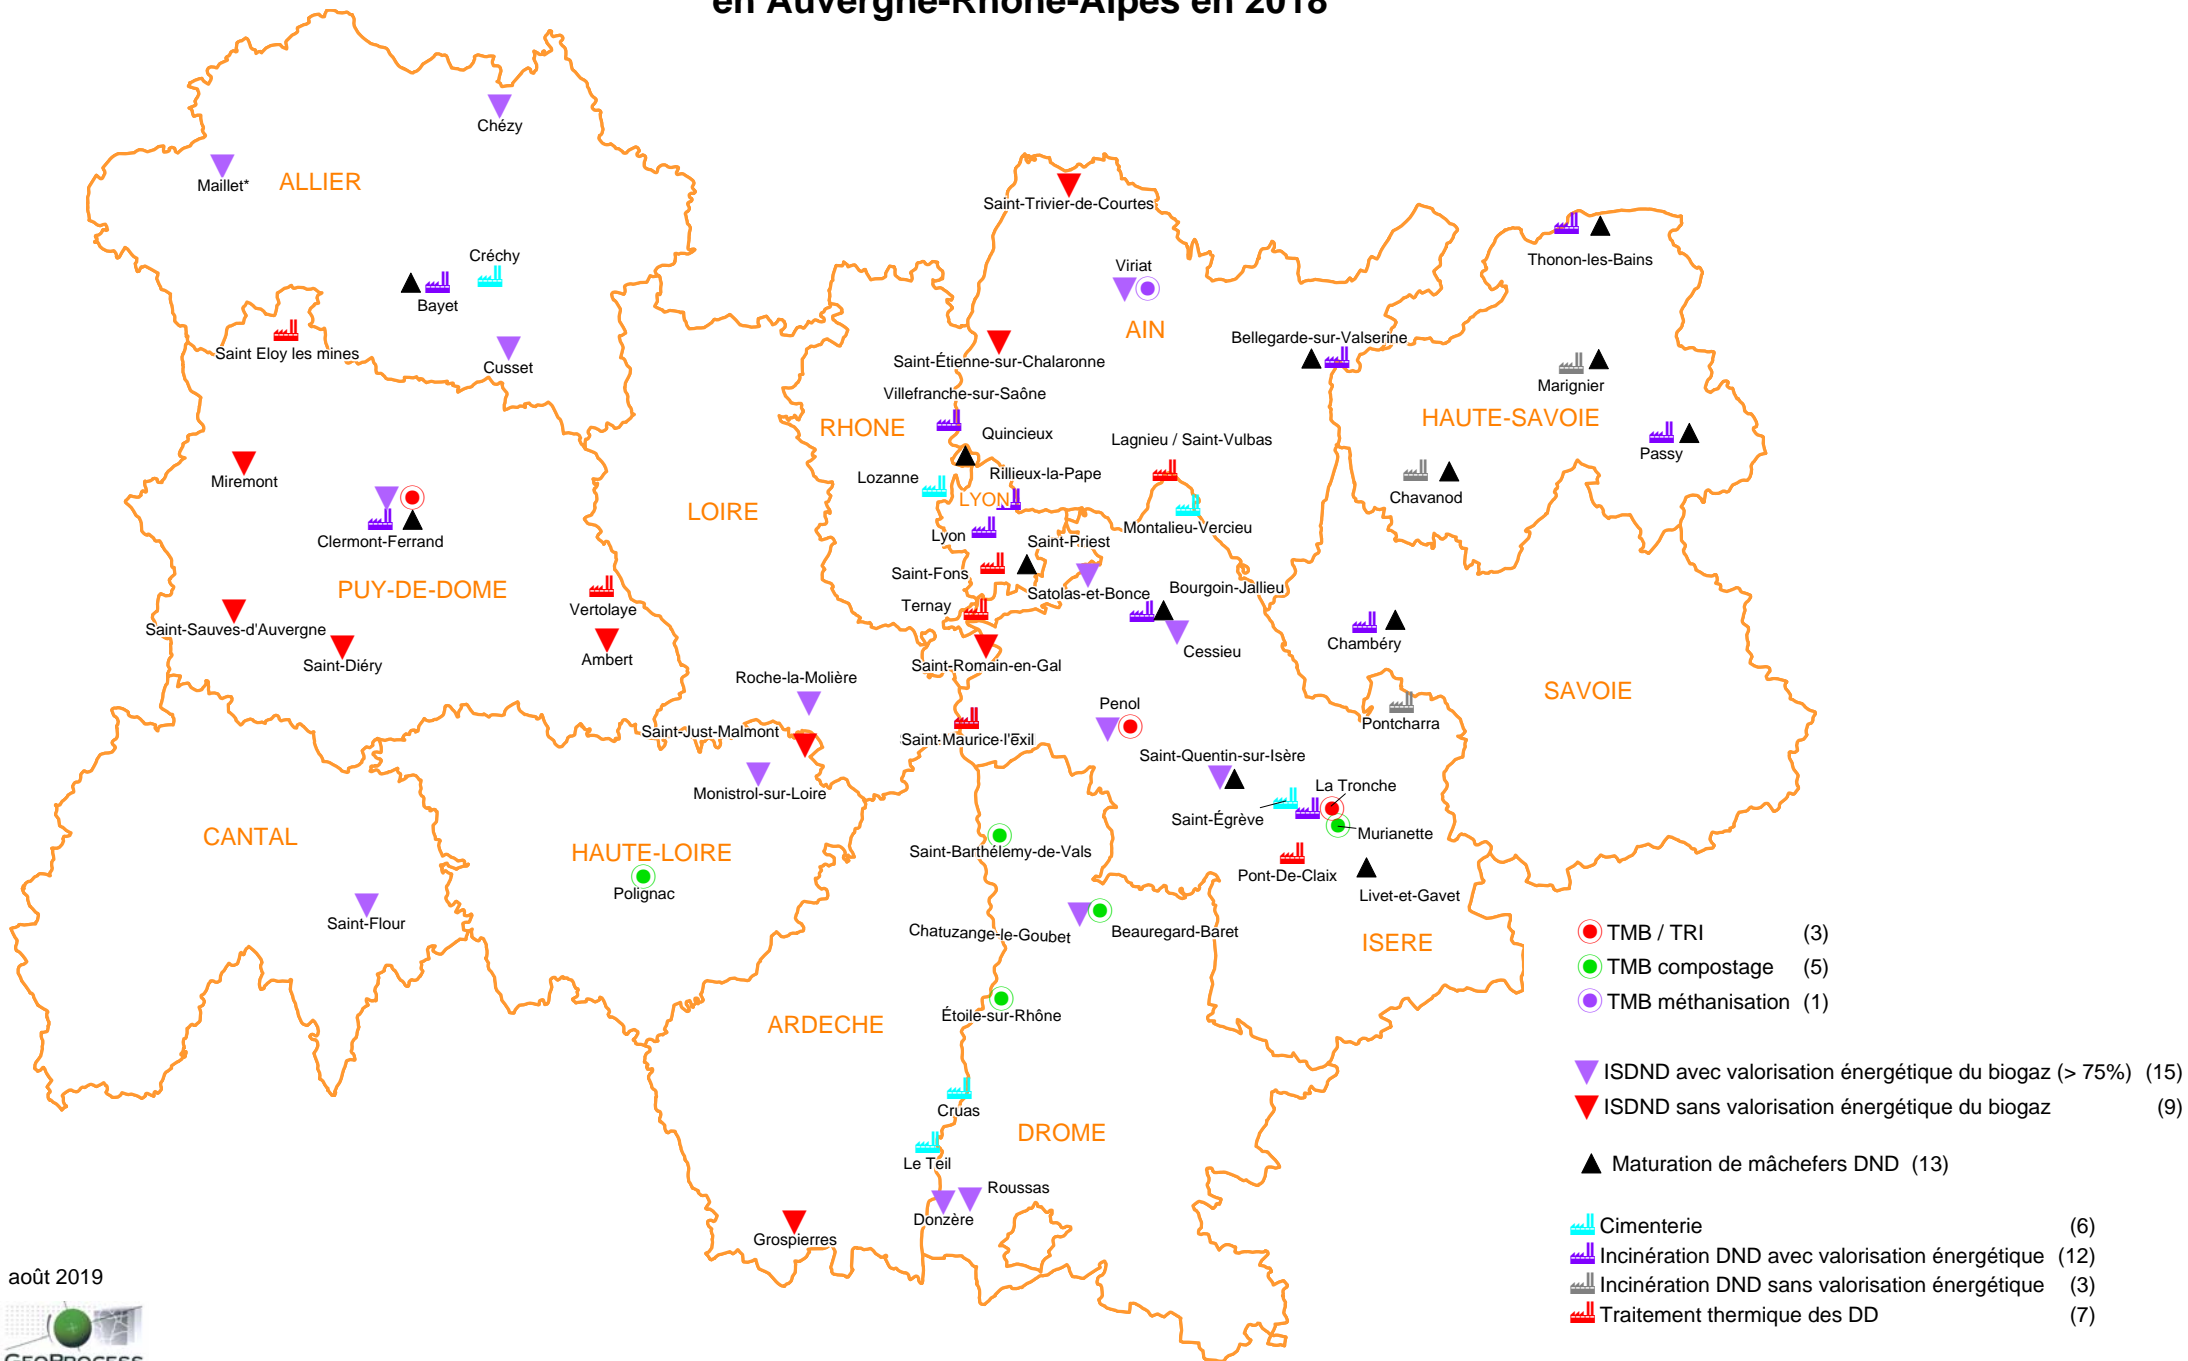 en Auvergne-Rhône-Alpes en 2018
Chézy
Maillet*
ALLIER
Saint-Trivier-de-Courtes
Thonon-les-Bains
Créchy
Bayet
Viriat
AIN
Saint Eloy les mines
Cusset
Saint-Étienne-sur-Chalaronne
Bellegarde-sur-Valserine
Marignier
Villefranche-sur-Saône
HAUTE-SAVOIE
RHONE
Quincieux
Lagnieu / Saint-Vulbas
Passy
Miremont
Lozanne
Rillieux-la-Pape
Chavanod
LYON
LOIRE
Montalieu-Vercieu
Clermont-Ferrand
Lyon
Saint-Priest
Saint-Fons
PUY-DE-DOME
Satolas-et-Bonce
Bourgoin-Jallieu
Vertolaye
Ternay
Saint-Sauves-d'Auvergne
Chambéry
Cessieu
Saint-Diéry
Ambert
Saint-Romain-en-Gal
Roche-la-Molière
SAVOIE
Penol
Pontcharra
Saint-Just-Malmont
Saint-Maurice-l'exil
Saint-Quentin-sur-Isère
La Tronche
Monistrol-sur-Loire
Saint-Égrève
Murianette
CANTAL
HAUTE-LOIRE
Saint-Barthélemy-de-Vals
Pont-De-Claix
Polignac
Livet-et-Gavet
Saint-Flour
Chatuzange-le-Goubet
Beauregard-Baret
ISERE
TMB / TRI (3)
TMB compostage (5)
TMB méthanisation (1)
Étoile-sur-Rhône
ARDECHE
ISDND avec valorisation énergétique du biogaz (> 75%) (15)
ISDND sans valorisation énergétique du biogaz (9)
Cruas
DROME
Le Teil
Maturation de mâchefers DND (13)
Roussas
Donzère
Grospierres
Cimenterie (6)
Incinération DND avec valorisation énergétique (12)
Incinération DND sans valorisation énergétique (3)
Traitement thermique des DD (7)
août 2019
GEOPROCESS